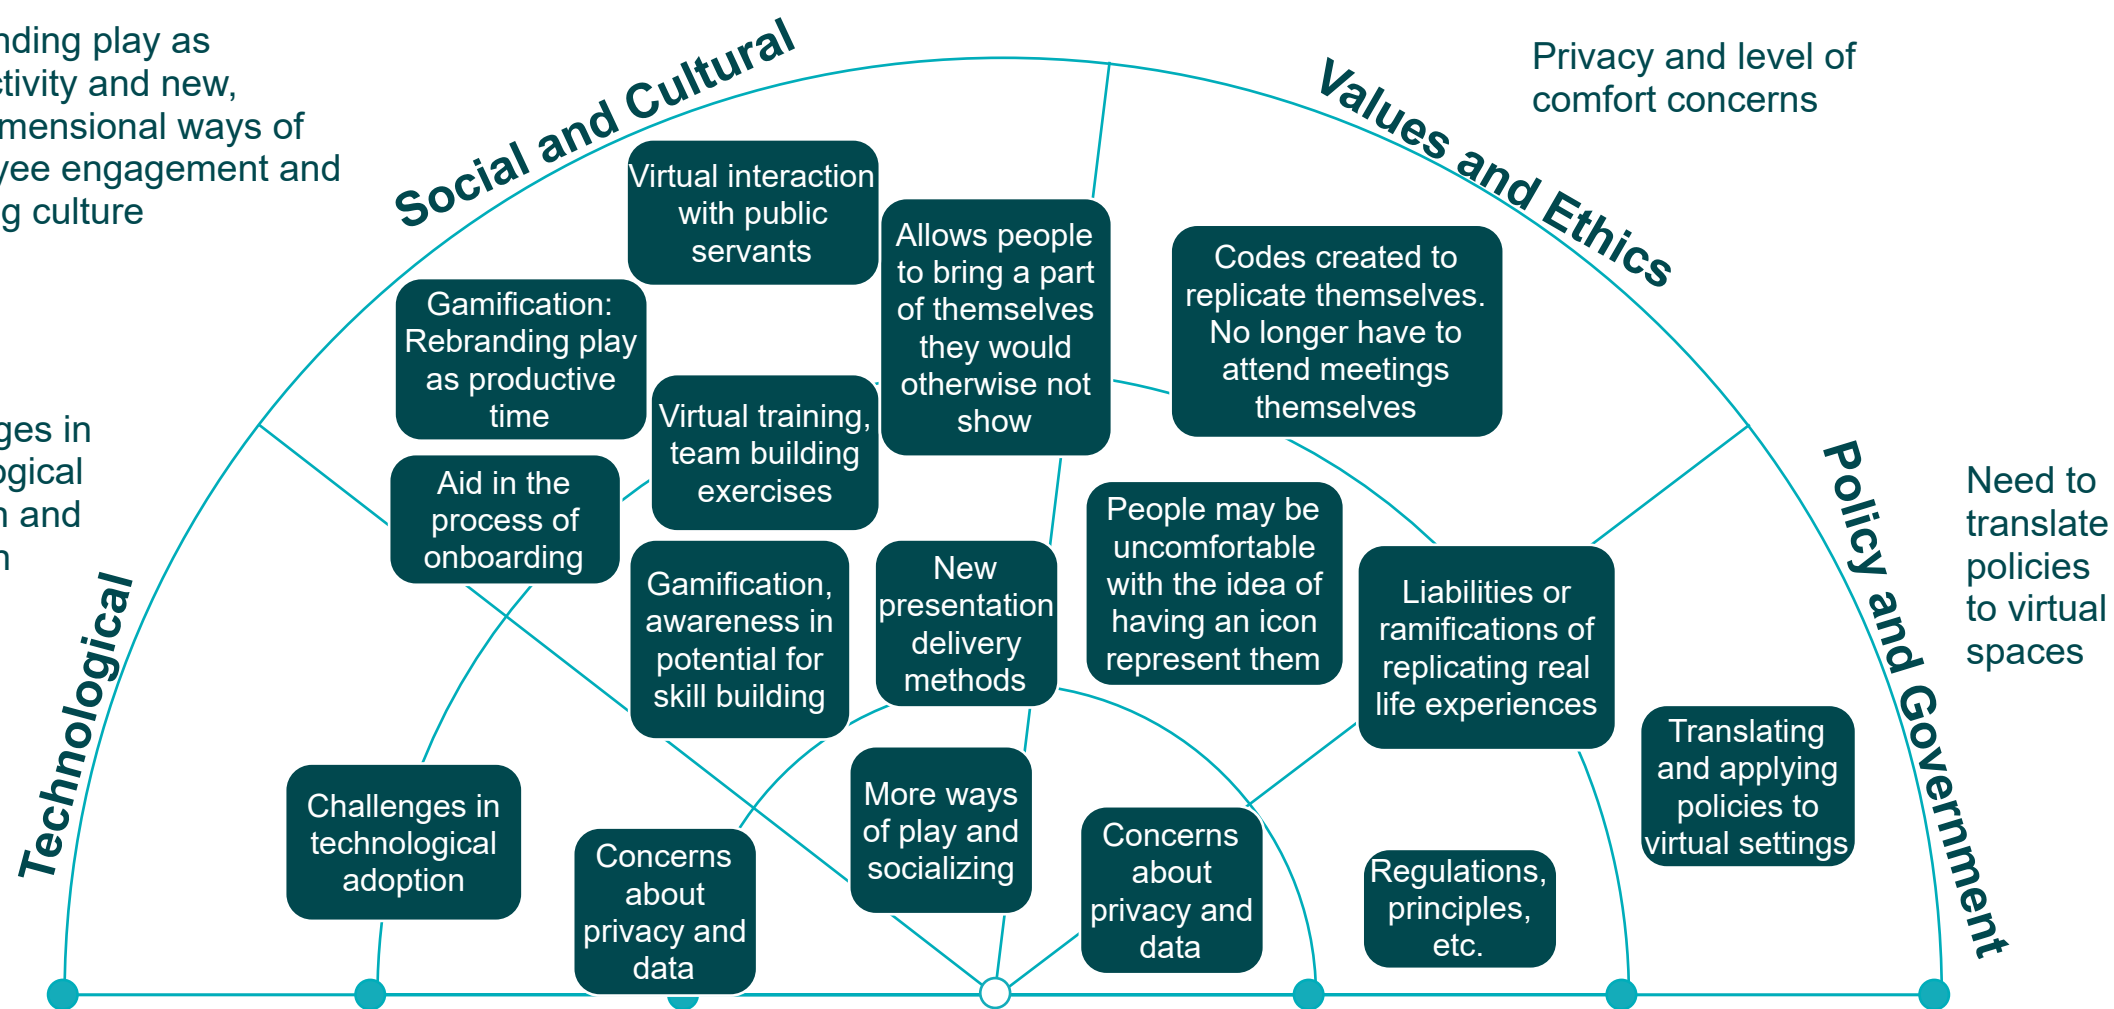 play as
and new,
ways of
engagement and
culture
in
and
Social and Cultural
Values and Ethics
Privacy and level of
comfort concerns
Technological
Policy and Government
Need to
translate
policies
to virtual
spaces
Virtual interaction
with public
servants
Allows people
to bring a part
of themselves
they would
otherwise not
show
Codes created to
replicate themselves.
No longer have to
attend meetings
themselves
Gamification:
Rebranding play
as productive
time
Virtual training,
team building
exercises
Aid in the
process of
onboarding
Gamification,
awareness in
potential for
skill building
New
presentation
delivery
methods
People may be
uncomfortable
with the idea of
having an icon
represent them
Liabilities or
ramifications of
replicating real
life experiences
Translating
and applying
policies to
virtual settings
Challenges in
technological
adoption
Concerns
about
privacy and
data
More ways
of play and
socializing
Concerns
about
privacy and
data
Regulations,
principles,
etc.